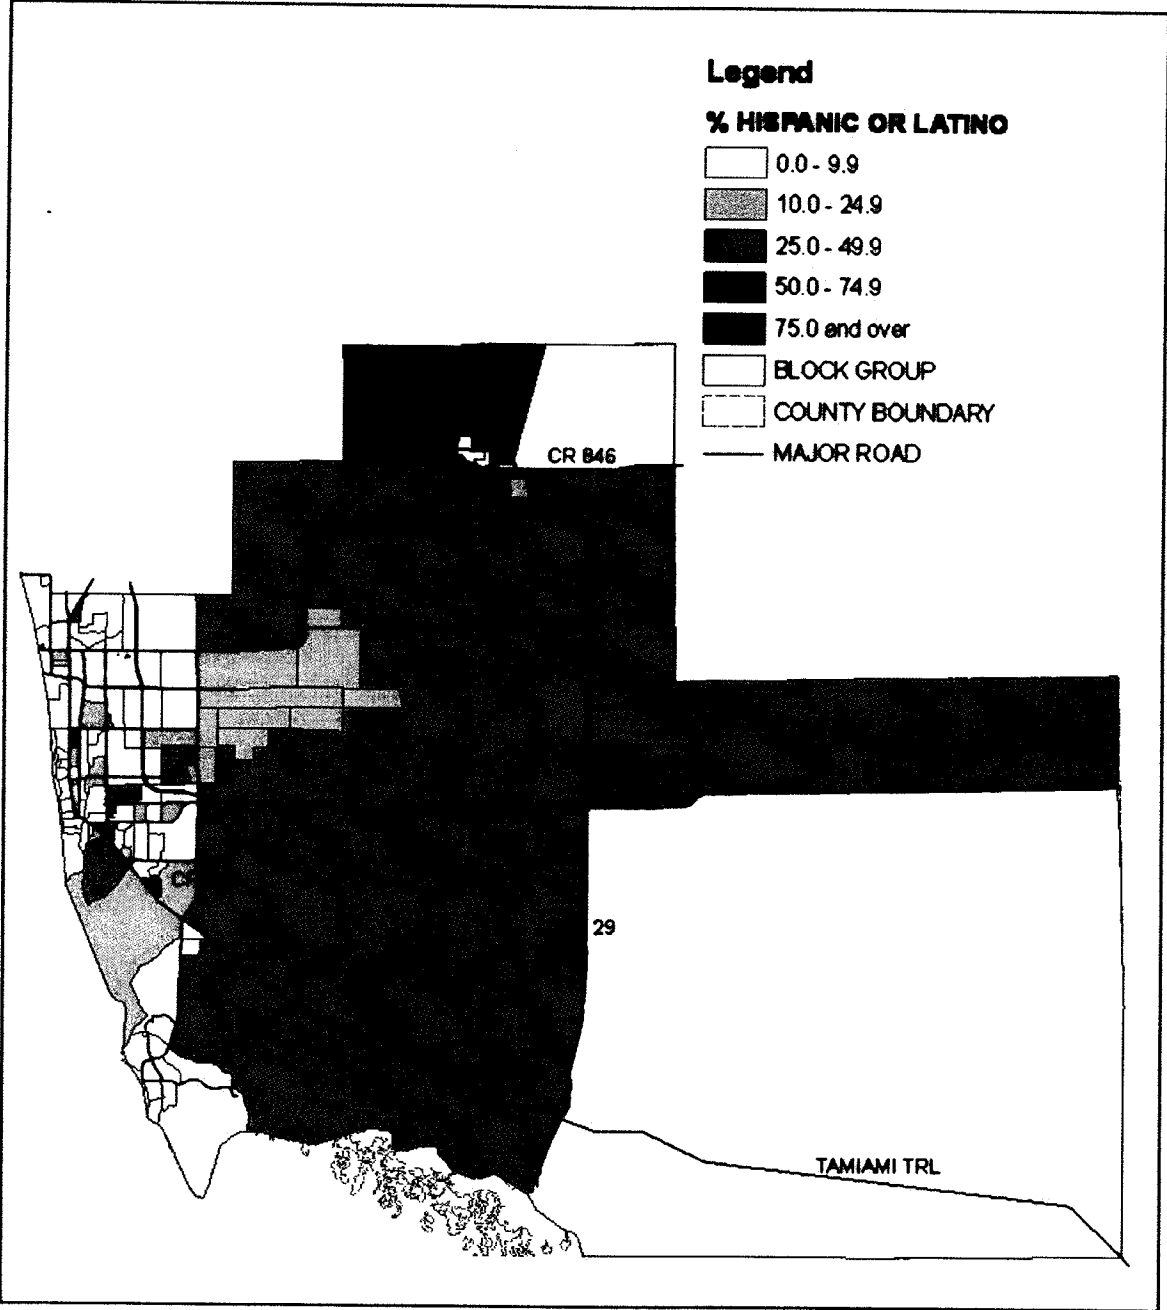 Legend
% HISPANIC OR LATINO
0.0 - 9.9
10.0 - 24.9
25.0 - 49.9
50.0 - 74.9
75.0 and over
BLOCK GROUP
COUNTY BOUNDARY
MAJOR ROAD
CR 846
29
TAMIAMI TRL